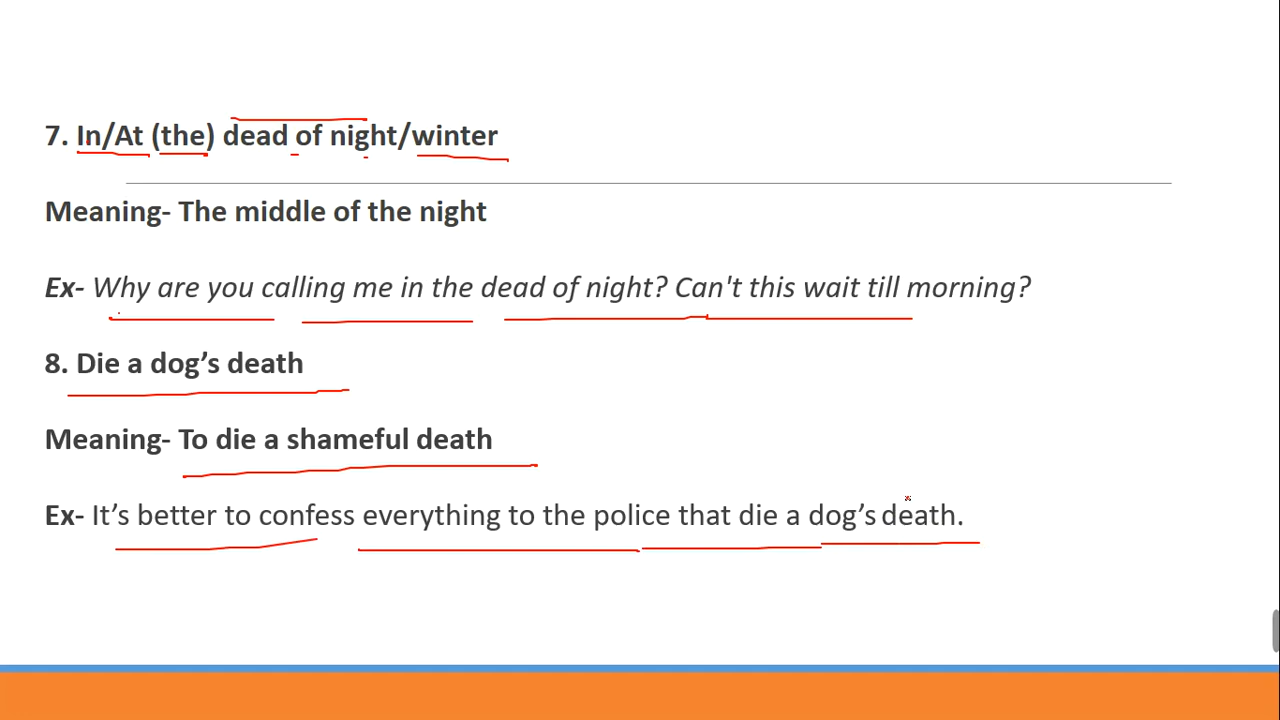 7. In/At (the) dead of night/winter
Meaning- The middle of the night
Ex- Why are you calling me in the dead of night? Can't this wait till morning?
8. Die a dog’s death
Meaning- To die a shameful death
Ex- It’s better to confess everything to the police that die a dog’s death.